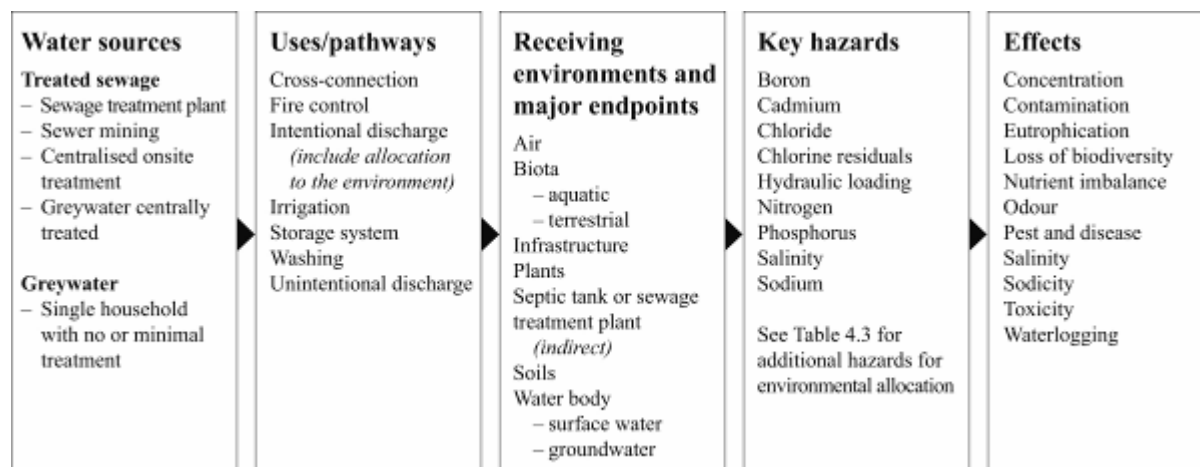 Water sources
Treated sewage
– Sewage treatment plant
– Sewer mining
– Centralised onsite
treatment
– Greywater centrally
treated
Greywater
– Single household
with no or minimal
treatment
Uses/pathways
Cross-connection
Fire control
Intentional discharge
(include allocation
to the environment)
Irrigation
Storage system
Washing
Unintentional discharge
Receiving
environments and
major endpoints
Air
Biota
– aquatic
– terrestrial
Infrastructure
Plants
Septic tank or sewage
treatment plant
(indirect)
Soils
Water body
– surface water
– groundwater
Key hazards
Boron
Cadmium
Chloride
Chlorine residuals
Hydraulic loading
Nitrogen
Phosphorus
Salinity
Sodium
See Table 4.3 for
additional hazards for
environmental allocation
Effects
Concentration
Contamination
Eutrophication
Loss of biodiversity
Nutrient imbalance
Odour
Pest and disease
Salinity
Sodicity
Toxicity
Waterlogging